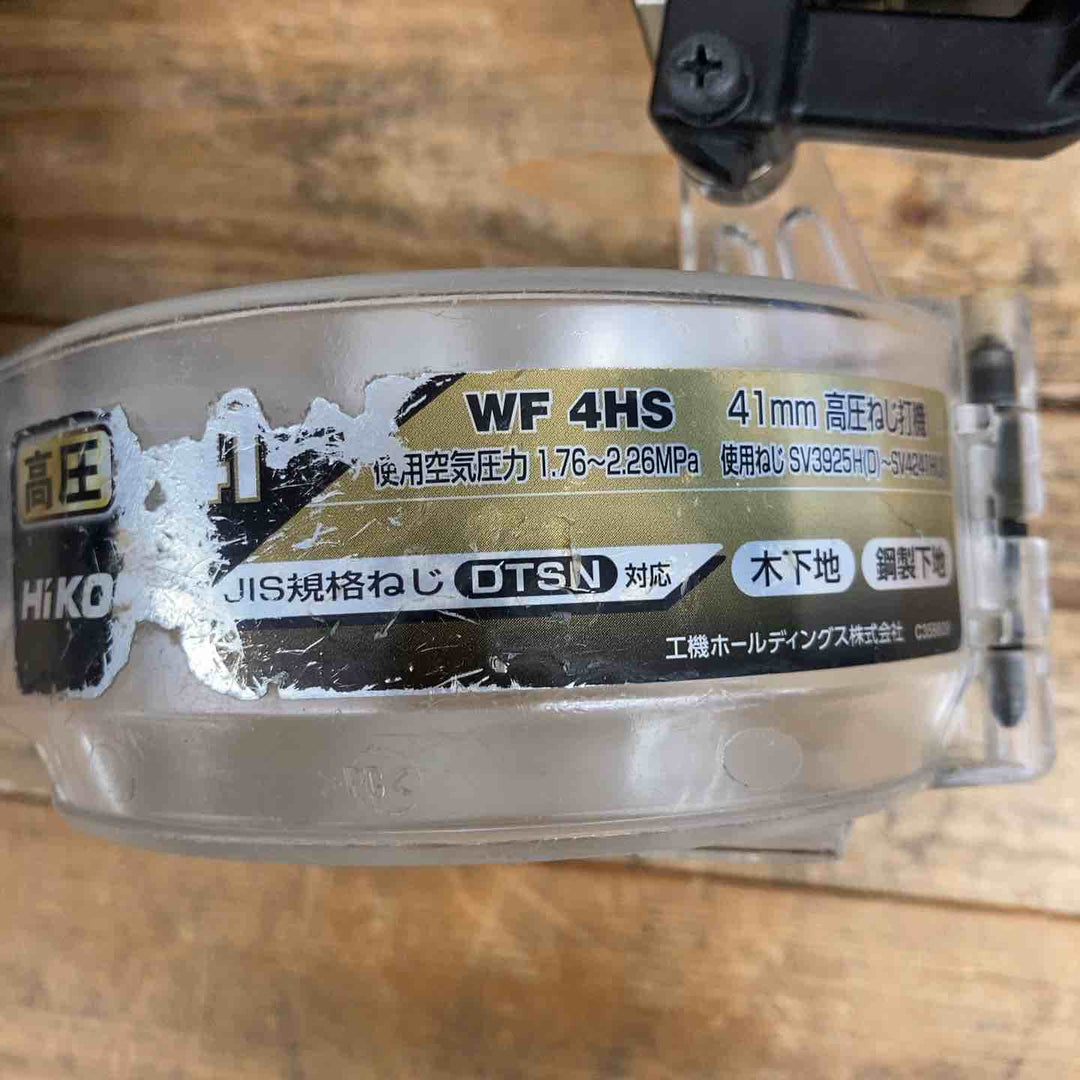 高圧
HiKO
WF 4HS 41mm 高圧ねじ打機
使用空気圧力 1.76〜2.26MPa 使用ねじ SV3925H(D)〜
JIS規格ねじ DTSN 対応 木下地 鋼製下地
工機ホールディングス株式会社